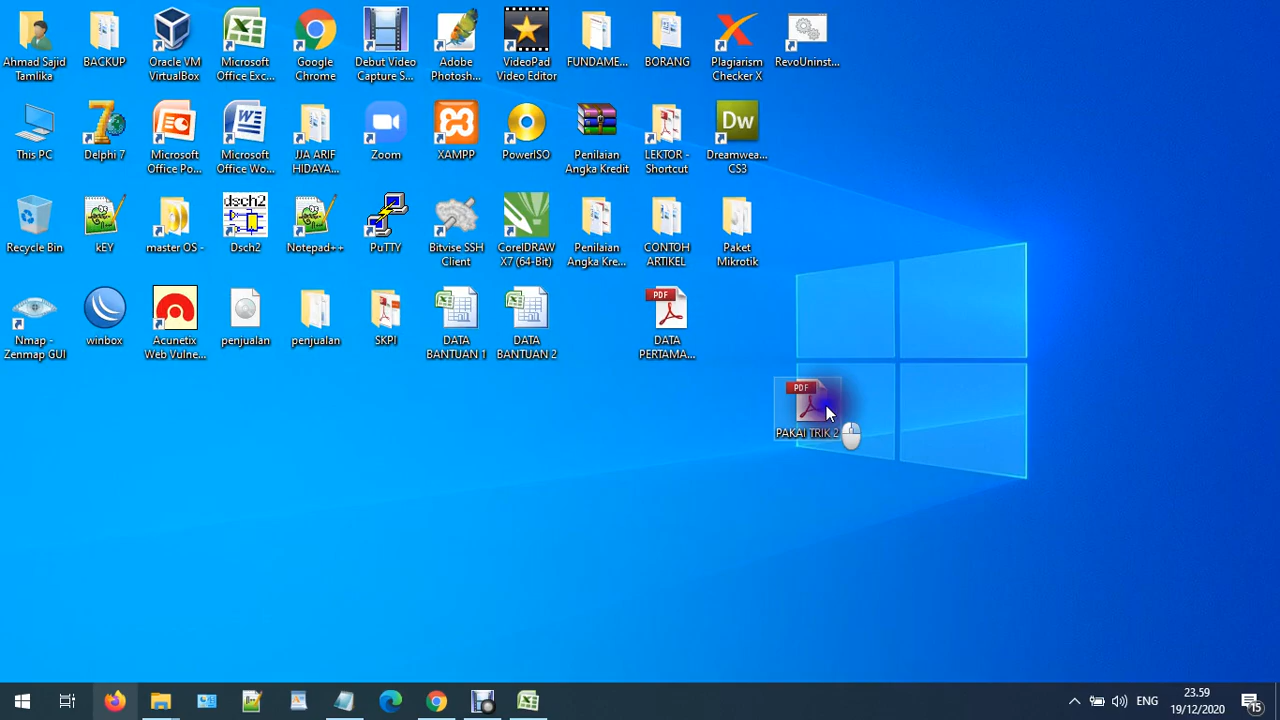 Ahmad Sajid
Tamlika
BACKUP
Oracle VM
VirtualBox
Microsoft
Office Exc...
Google
Chrome
Debut Video
Capture S...
Adobe
Photosh...
VideoPad
Video Editor
FUNDAME...
BORANG
Plagiarism
Checker X
RevoUninst...
This PC
7
Delphi 7
Microsoft
Office Po...
Microsoft
Office Wo...
JJA ARIF
HIDAYA...
Zoom
XAMPP
PowerISO
Penilaian
Angka Kredit
LEKTOR -
Shortcut
Dw
Dreamwea...
CS3
Recycle Bin
kEY
master OS -
dsch2
Dsch2
Notepad++
PuTTY
Bitvise SSH
Client
CorelDRAW
X7 (64-Bit)
Penilaian
Angka Kre...
CONTOH
ARTIKEL
Paket
Mikrotik
Nmap -
Zenmap GUI
winbox
Acunetix
Web Vulne...
penjualan
penjualan
SKPI
DATA
BANTUAN 1
DATA
BANTUAN 2
PDF
DATA
PERTAMA...
PDF
PAKAI TRIK 2
ENG
23.59
19/12/2020
15